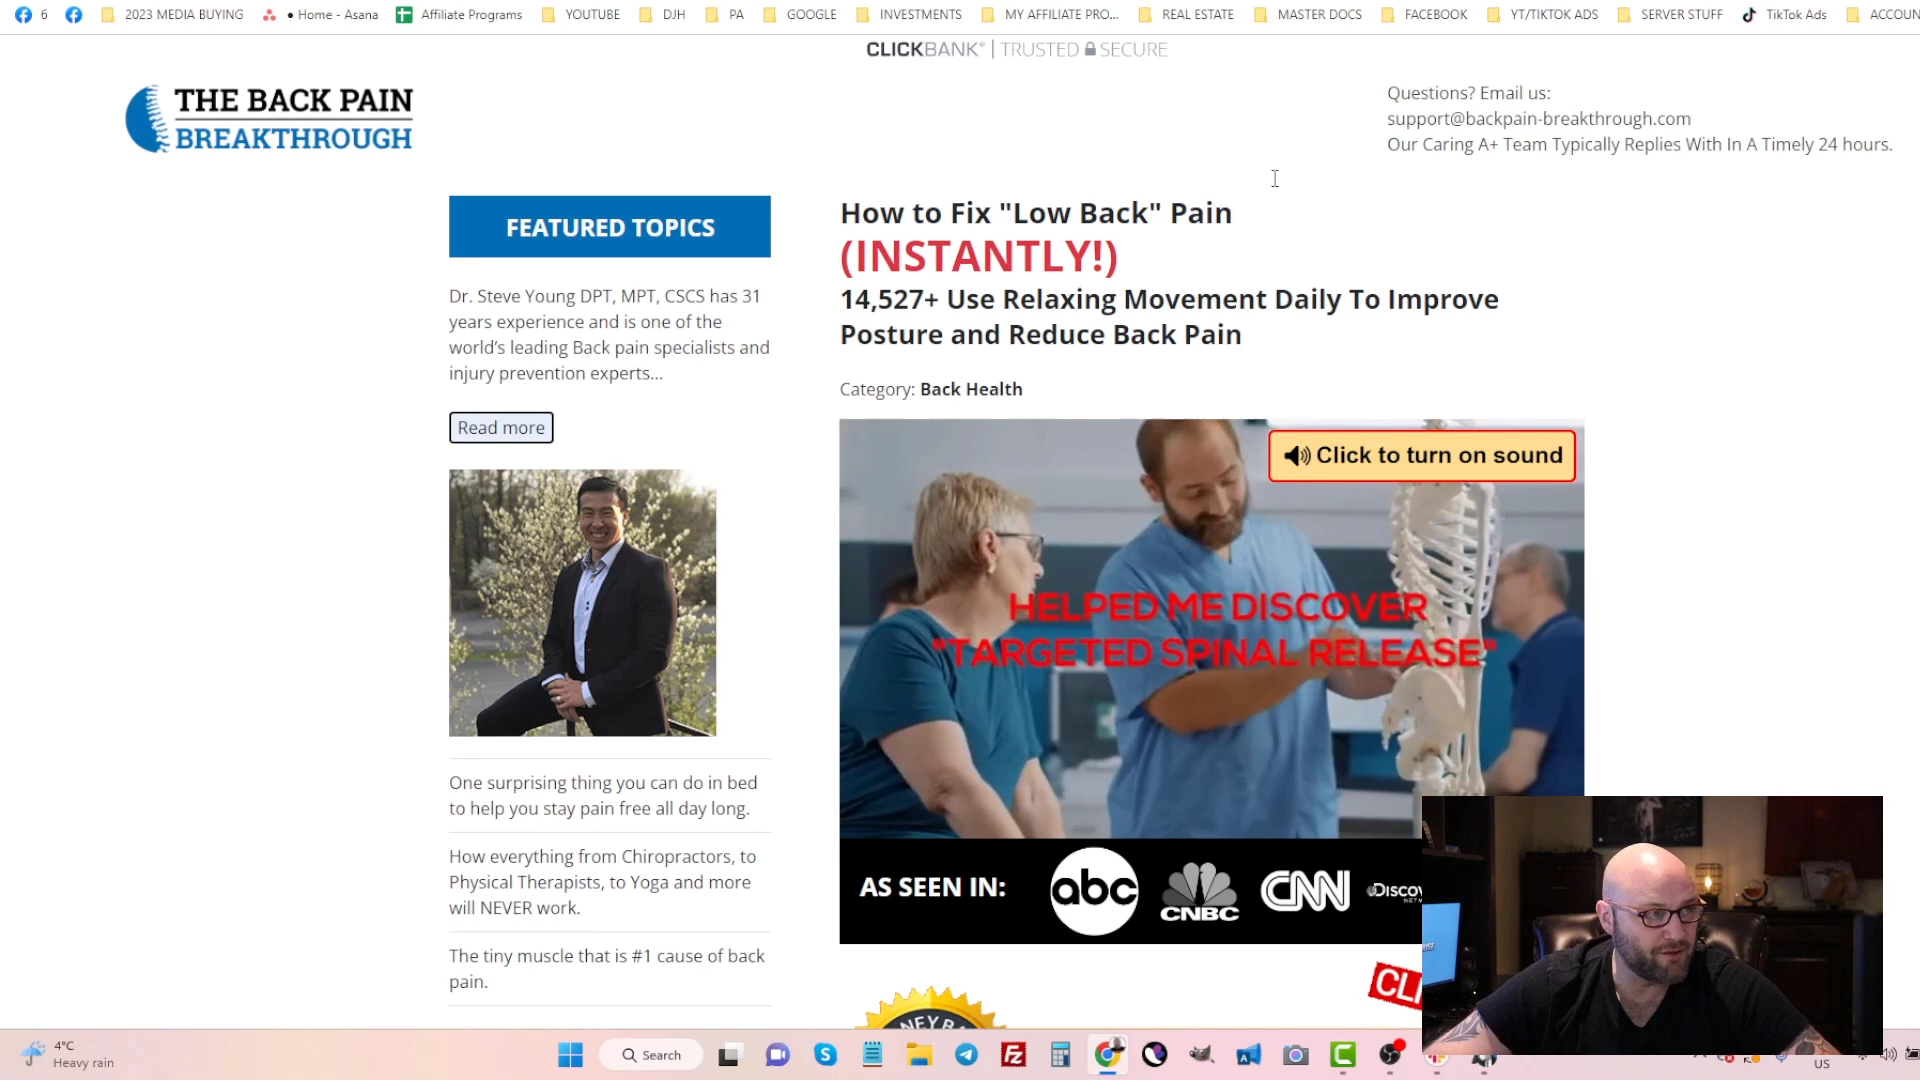 6
2023 MEDIA BUYING
• Home - Asana
Affiliate Programs
YOUTUBE
DJH
PA
GOOGLE
INVESTMENTS
MY AFFILIATE PRO...
REAL ESTATE
MASTER DOCS
FACEBOOK
YT/TIKTOK ADS
SERVER STUFF
TikTok Ads
ACCOUN
CLICKBANK® | TRUSTED SECURE
THE BACK PAIN
BREAKTHROUGH
Questions? Email us:
support@backpain-breakthrough.com
Our Caring A+ Team Typically Replies With In A Timely 24 hours.
FEATURED TOPICS
Dr. Steve Young DPT, MPT, CSCS has 31
years experience and is one of the
world’s leading Back pain specialists and
injury prevention experts...
Read more
One surprising thing you can do in bed
to help you stay pain free all day long.
How everything from Chiropractors, to
Physical Therapists, to Yoga and more
will NEVER work.
The tiny muscle that is #1 cause of back
pain.
How to Fix "Low Back" Pain
(INSTANTLY!)
14,527+ Use Relaxing Movement Daily To Improve
Posture and Reduce Back Pain
Category: Back Health
Click to turn on sound
HELPED ME DISCOVER
"TARGETED SPINAL RELEASE"
AS SEEN IN:
abc
CNBC
CNN
Discov
NEY BA
CLI
4°C
Heavy rain
Search
US